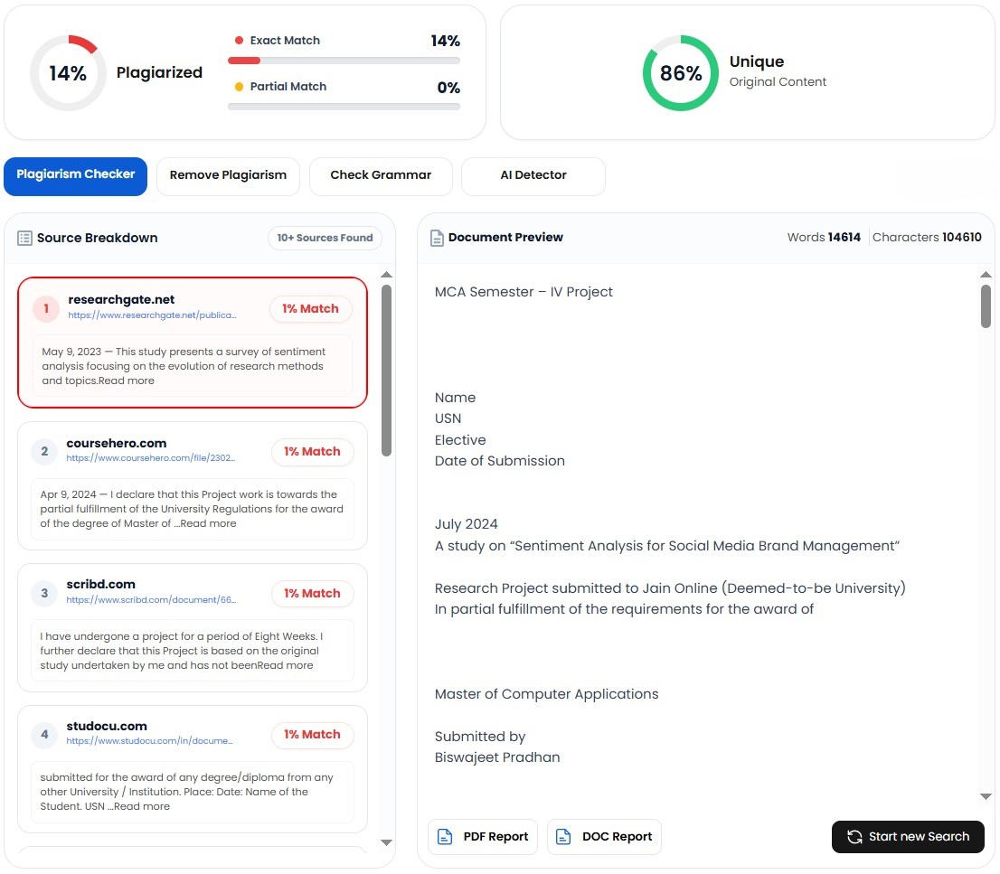 14%
Plagiarized
Exact Match 14%
Partial Match 0%
86%
Unique
Original Content
Plagiarism Checker
Remove Plagiarism
Check Grammar
AI Detector
Source Breakdown
10+ Sources Found
1
researchgate.net
https://www.researchgate.net/publica...
1% Match
May 9, 2023 — This study presents a survey of sentiment
analysis focusing on the evolution of research methods
and topics.Read more
2
coursehero.com
https://www.coursehero.com/file/2302...
1% Match
Apr 9, 2024 — I declare that this Project work is towards the
partial fulfillment of the University Regulations for the award
of the degree of Master of ...Read more
3
scribd.com
https://www.scribd.com/document/66...
1% Match
I have undergone a project for a period of Eight Weeks. I
further declare that this Project is based on the original
study undertaken by me and has not beenRead more
4
studocu.com
https://www.studocu.com/in/docume...
1% Match
submitted for the award of any degree/diploma from any
other University / Institution. Place: Date: Name of the
Student. USN ...Read more
Document Preview
Words 14614
Characters 104610
MCA Semester – IV Project
Name
USN
Elective
Date of Submission
July 2024
A study on “Sentiment Analysis for Social Media Brand Management”
Research Project submitted to Jain Online (Deemed-to-be University)
In partial fulfillment of the requirements for the award of
Master of Computer Applications
Submitted by
Biswajeet Pradhan
PDF Report
DOC Report
Start new Search